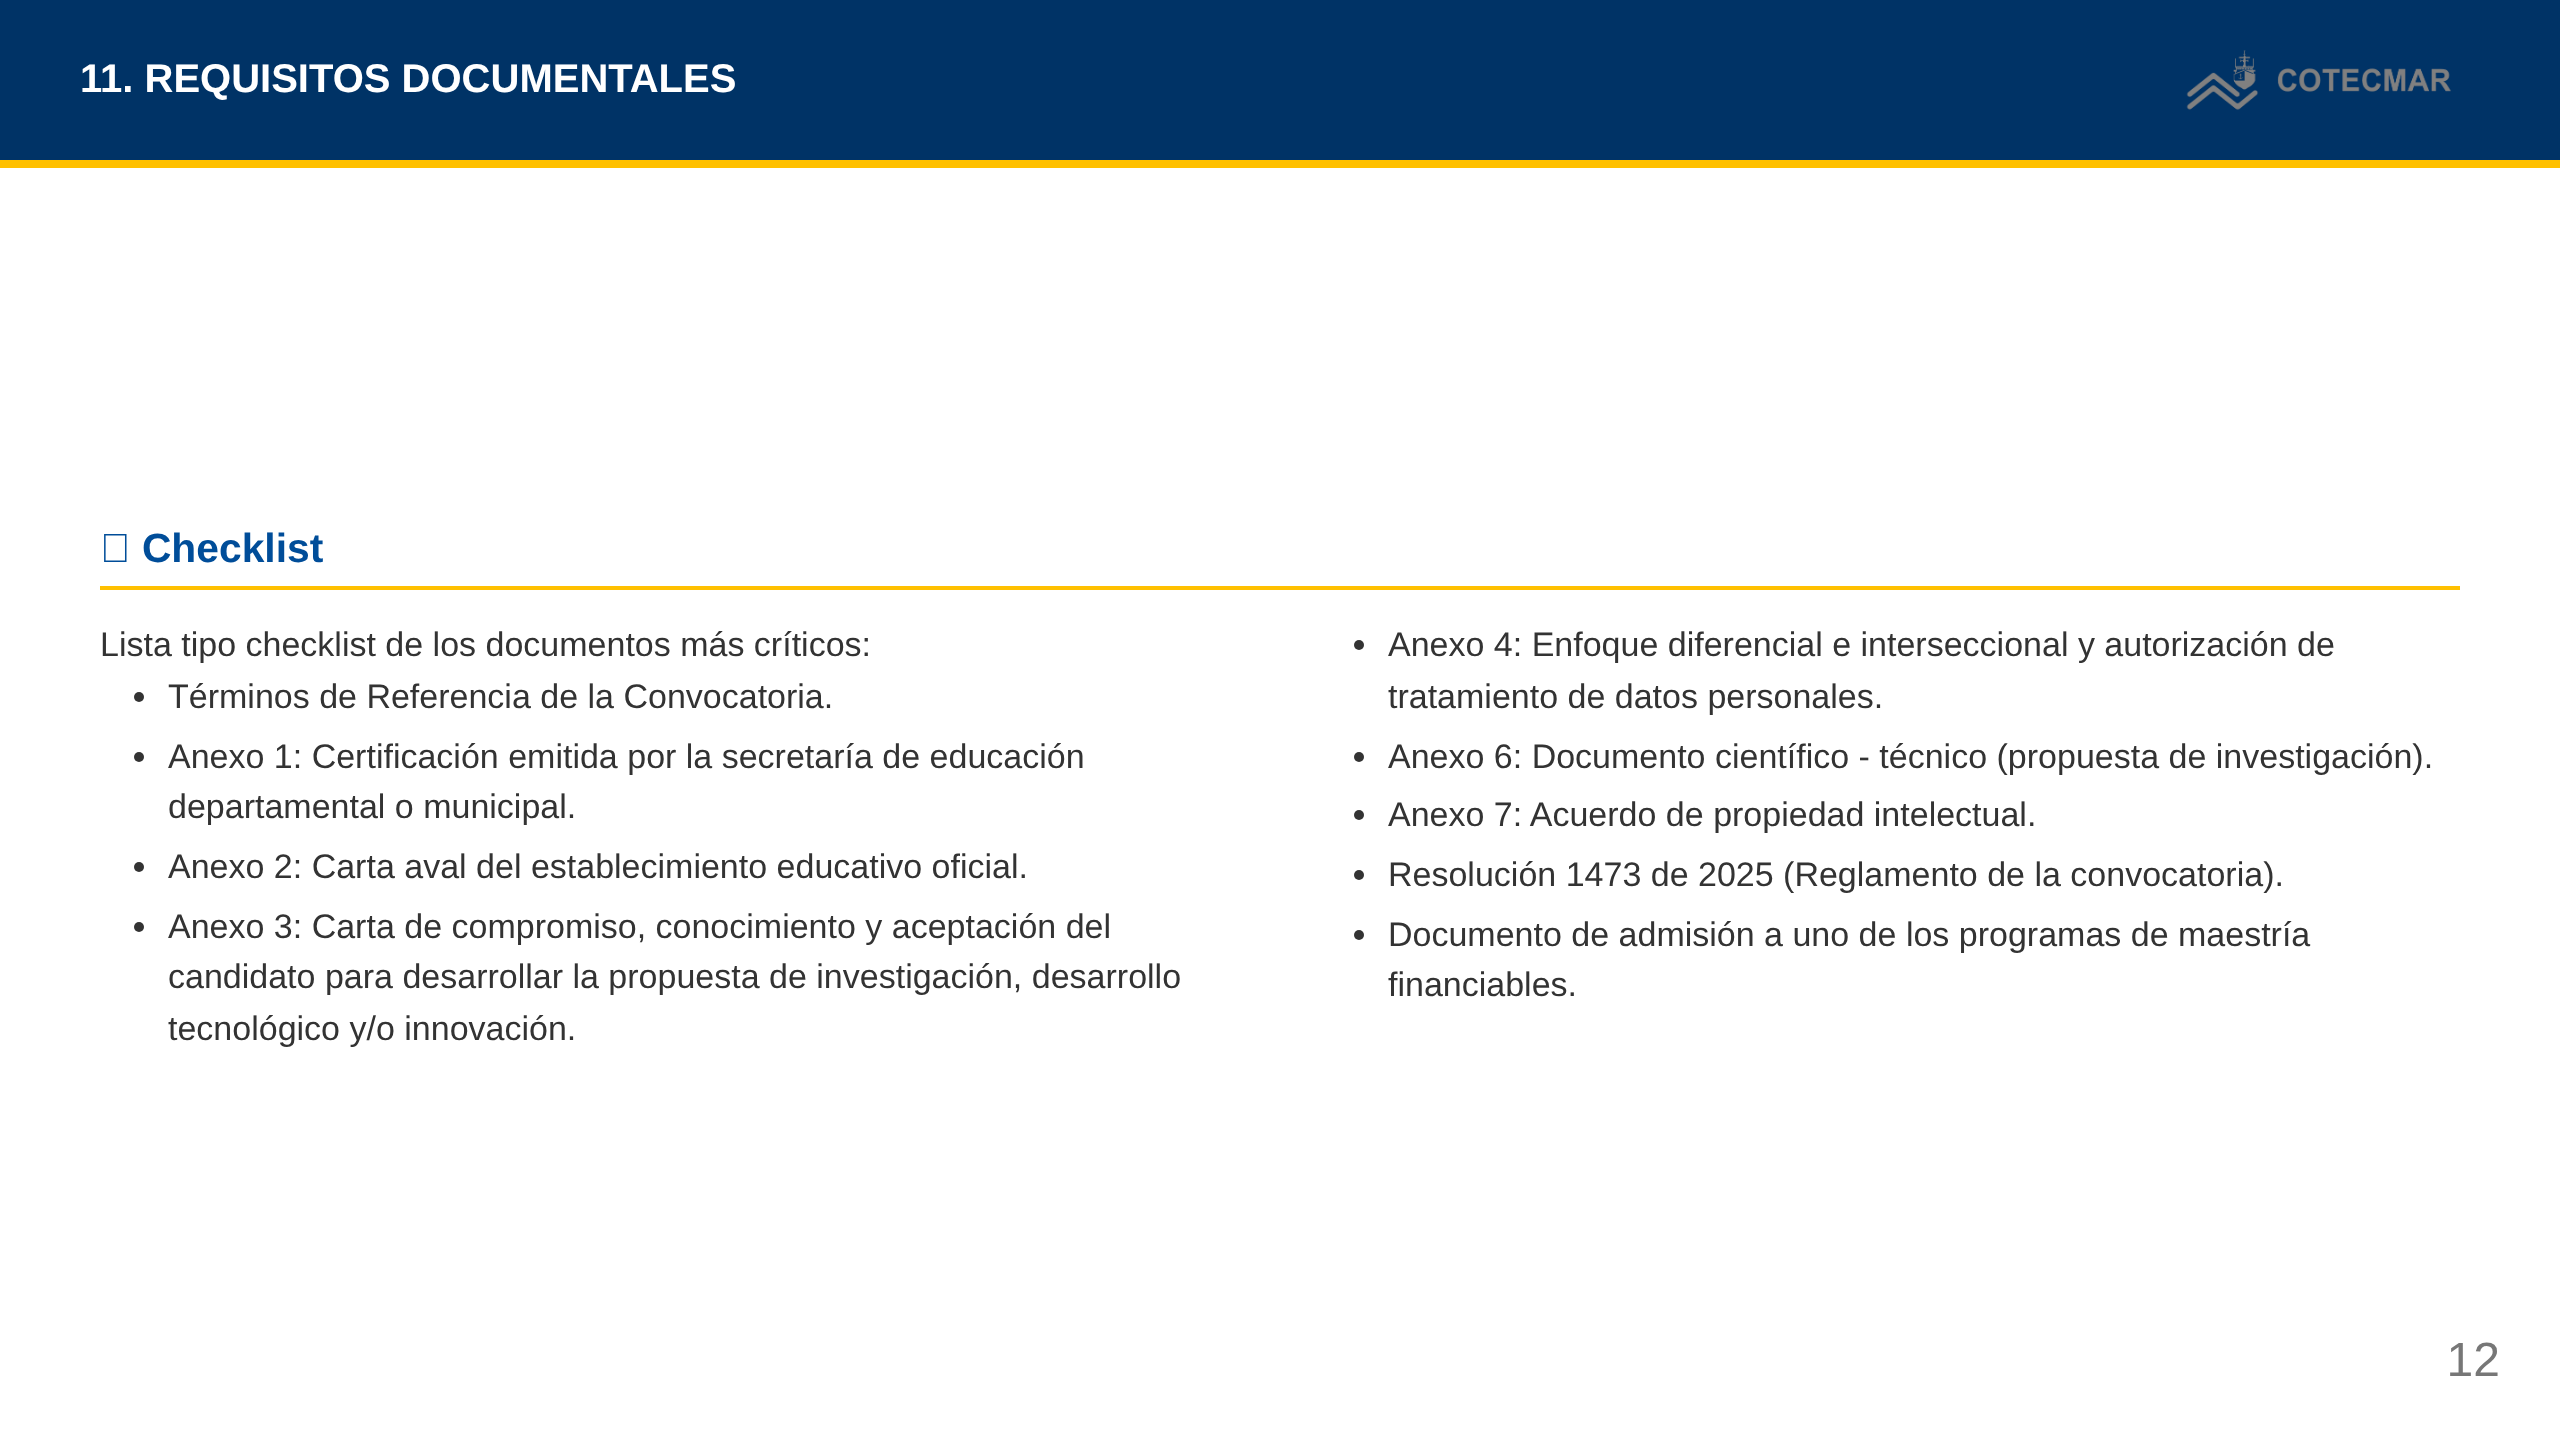 11. REQUISITOS DOCUMENTALES
COTECMAR
Checklist
Lista tipo checklist de los documentos más críticos:
• Términos de Referencia de la Convocatoria.
• Anexo 1: Certificación emitida por la secretaría de educación
departamental o municipal.
• Anexo 2: Carta aval del establecimiento educativo oficial.
• Anexo 3: Carta de compromiso, conocimiento y aceptación del
candidato para desarrollar la propuesta de investigación, desarrollo
tecnológico y/o innovación.
• Anexo 4: Enfoque diferencial e interseccional y autorización de
tratamiento de datos personales.
• Anexo 6: Documento científico - técnico (propuesta de investigación).
• Anexo 7: Acuerdo de propiedad intelectual.
• Resolución 1473 de 2025 (Reglamento de la convocatoria).
• Documento de admisión a uno de los programas de maestría
financiables.
12